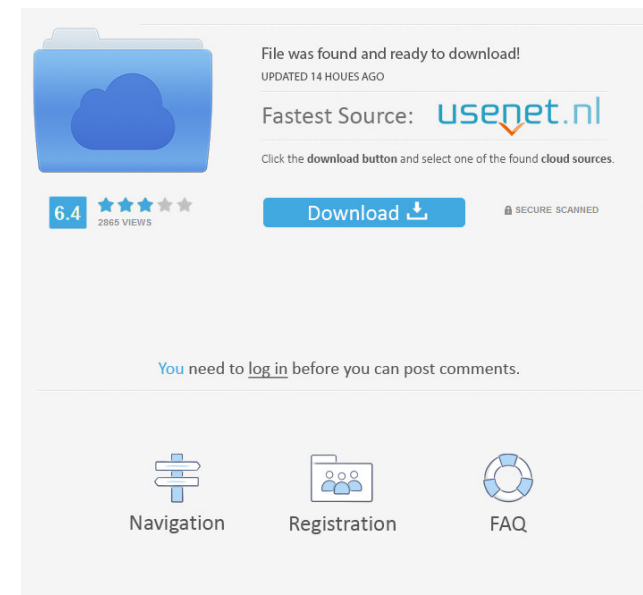 File was found and ready to download!
UPDATED 14 HOUES AGO
Fastest Source: usenet.nl
Click the download button and select one of the found cloud sources.
6.4
2865 VIEWS
Download
SECURE SCANNED
You need to log in before you can post comments.
Navigation
Registration
FAQ